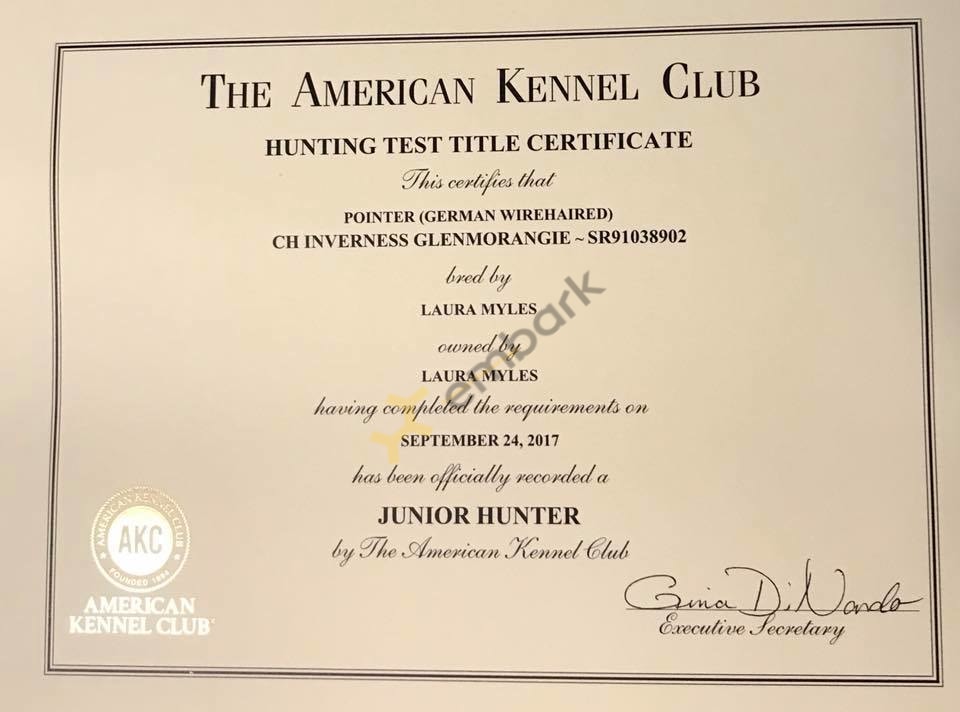 THE AMERICAN KENNEL CLUB
HUNTING TEST TITLE CERTIFICATE
This certifies that
POINTER (GERMAN WIREHAIRED)
CH INVERNESS GLENMORANGIE ~ SR91038902
bred by
LAURA MYLES
owned by
LAURA MYLES
having completed the requirements on
SEPTEMBER 24, 2017
has been officially recorded a
JUNIOR HUNTER
by The American Kennel Club
embark
AMERICAN KENNEL CLUB
AKC
FOUNDED 1884
AMERICAN
KENNEL CLUB
Gina DiNardo
Executive Secretary